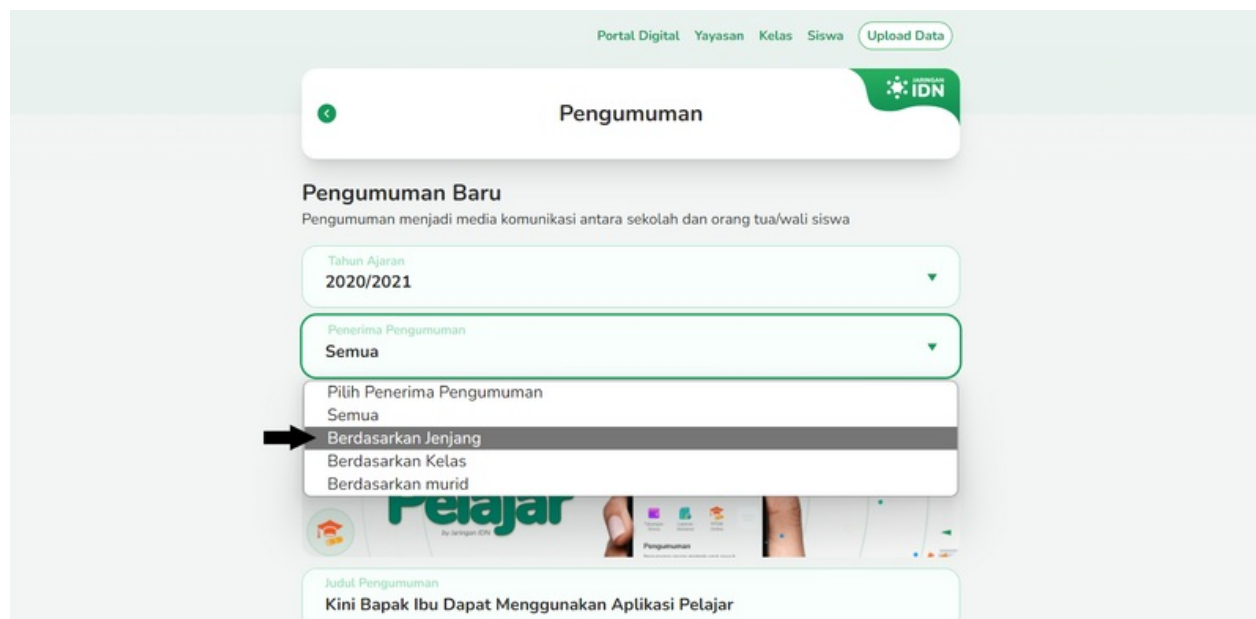 Portal Digital Yayasan Kelas Siswa Upload Data
JARINGAN
IDN
Pengumuman
Pengumuman Baru
Pengumuman menjadi media komunikasi antara sekolah dan orang tua/wali siswa
Tahun Ajaran
2020/2021
Penerima Pengumuman
Semua
Pilih Penerima Pengumuman
Semua
Berdasarkan Jenjang
Berdasarkan Kelas
Berdasarkan murid
Pelajar
by Jaringan IDN
Pengumuman
Judul Pengumuman
Kini Bapak Ibu Dapat Menggunakan Aplikasi Pelajar